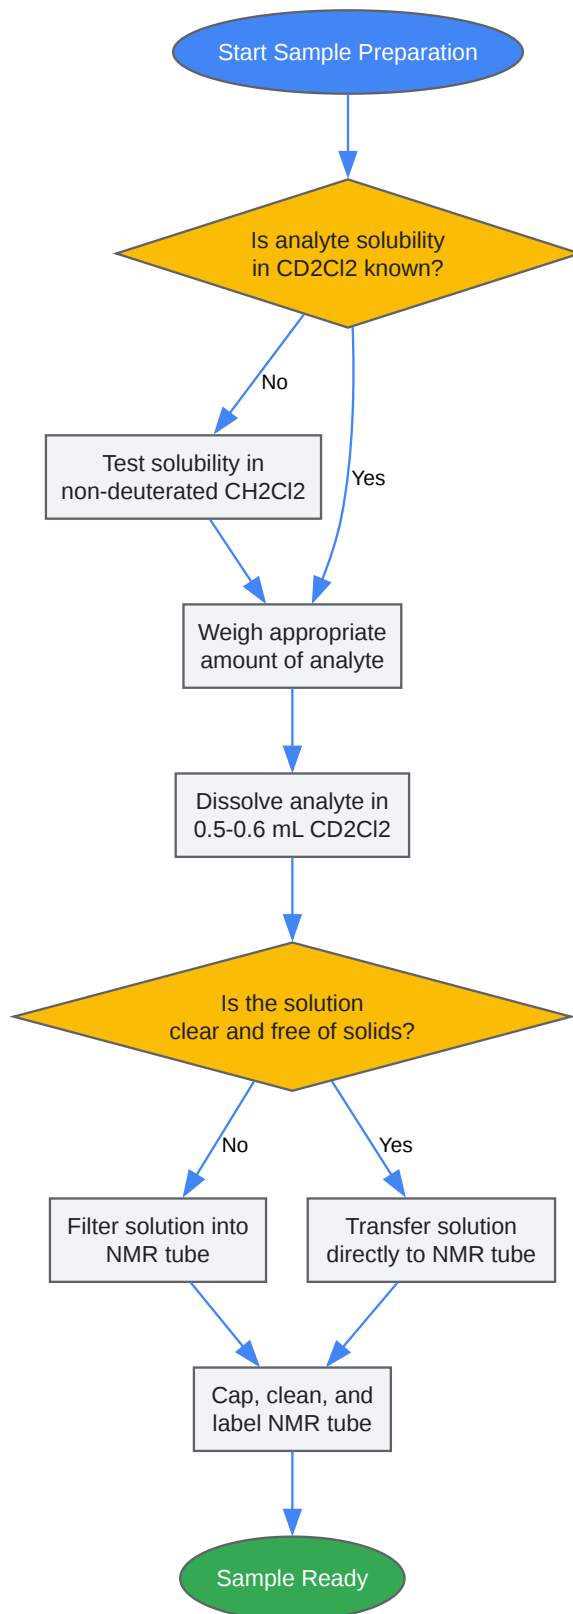 Start Sample Preparation
Is analyte solubility
in CD2Cl2 known?
No
Yes
Test solubility in
non-deuterated CH2Cl2
Weigh appropriate
amount of analyte
Dissolve analyte in
0.5-0.6 mL CD2Cl2
Is the solution
clear and free of solids?
No
Yes
Filter solution into
NMR tube
Transfer solution
directly to NMR tube
Cap, clean, and
label NMR tube
Sample Ready